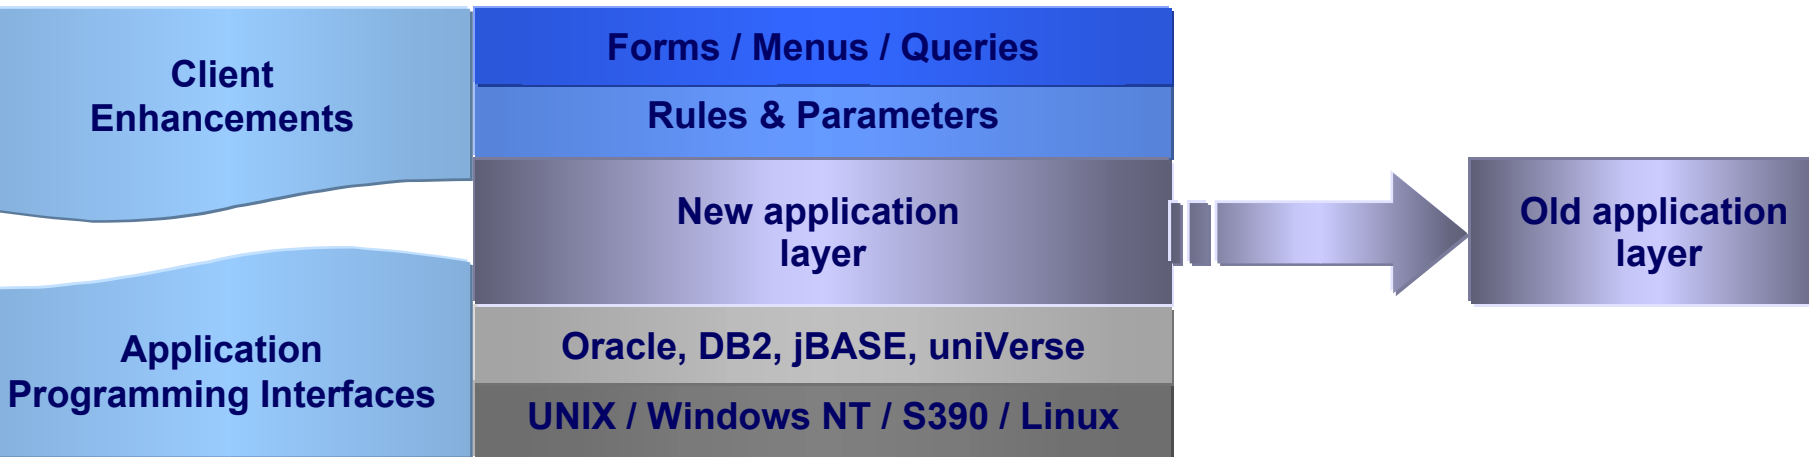 Client
Enhancements
Forms / Menus / Queries
Rules & Parameters
New application
layer
Old application
layer
Application
Programming Interfaces
Oracle, DB2, jBASE, uniVerse
UNIX / Windows NT / S390 / Linux